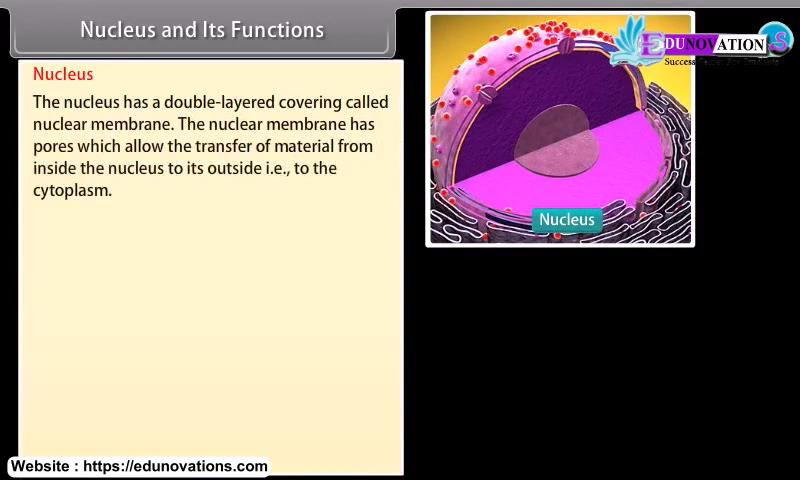 Nucleus and Its Functions
EDUNOVATION S
Nucleus
The nucleus has a double-layered covering called
nuclear membrane. The nuclear membrane has
pores which allow the transfer of material from
inside the nucleus to its outside i.e., to the
cytoplasm.
Nucleus
Website : https://edunovations.com